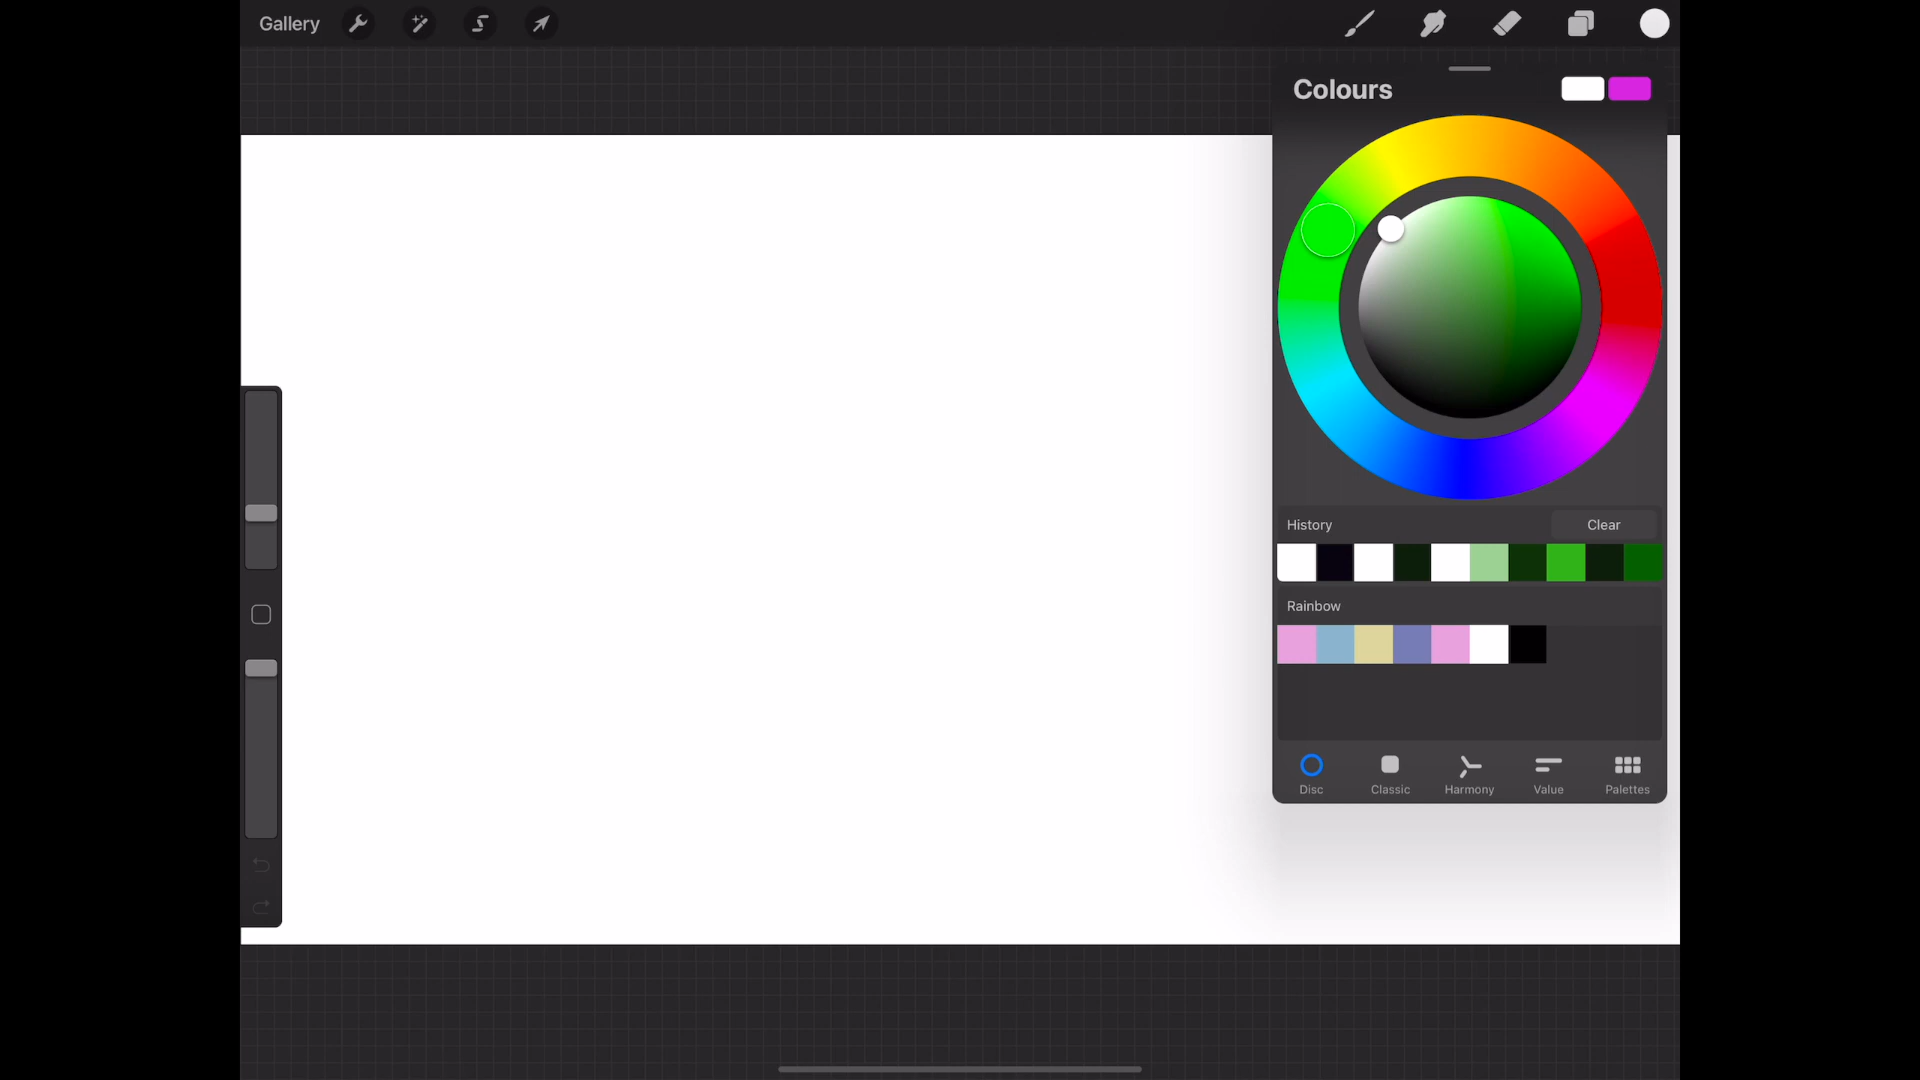 Gallery
Colours
History
Clear
Rainbow
Disc
Classic
Harmony
Value
Palettes